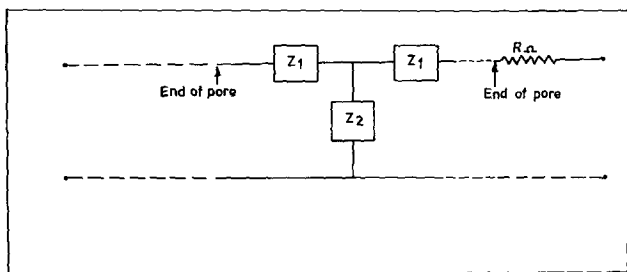 R Ω
Z1
Z1
End of pore
End of pore
Z2